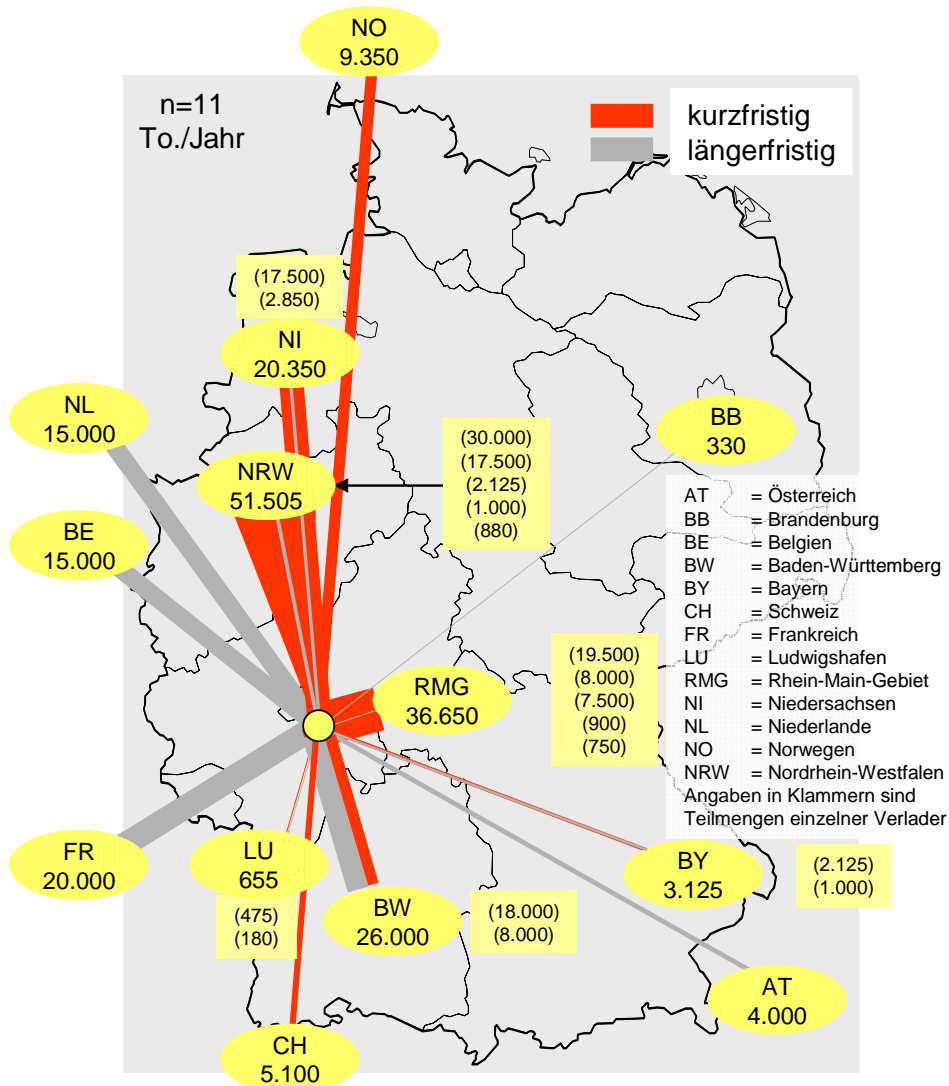 NO
9.350
n=11
To./Jahr
kurzfristig
längerfristig
(17.500)
(2.850)
NI
20.350
NL
15.000
BB
330
(30.000)
(17.500)
(2.125)
(1.000)
(880)
NRW
51.505
BE
15.000
AT = Österreich
BB = Brandenburg
BE = Belgien
BW = Baden-Württemberg
BY = Bayern
CH = Schweiz
FR = Frankreich
LU = Ludwigshafen
RMG = Rhein-Main-Gebiet
NI = Niedersachsen
NL = Niederlande
NO = Norwegen
NRW = Nordrhein-Westfalen
Angaben in Klammern sind
Teilmengen einzelner Verlader
(19.500)
(8.000)
(7.500)
(900)
(750)
RMG
36.650
FR
20.000
LU
655
(475)
(180)
BW
26.000
(18.000)
(8.000)
BY
3.125
(2.125)
(1.000)
AT
4.000
CH
5.100